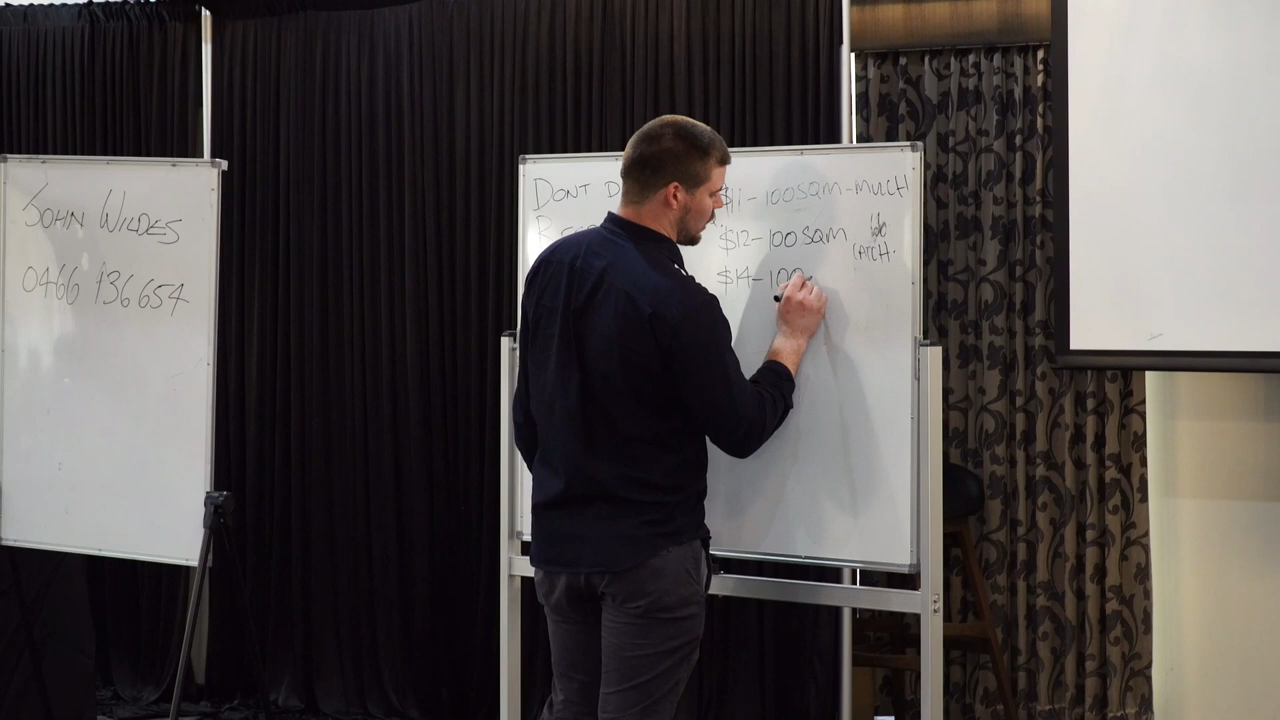 JOHN WILDES
0466 136 654
DONT D
$11-100SQM-MULCH
$12-100SQM
CATCH.
$14-100